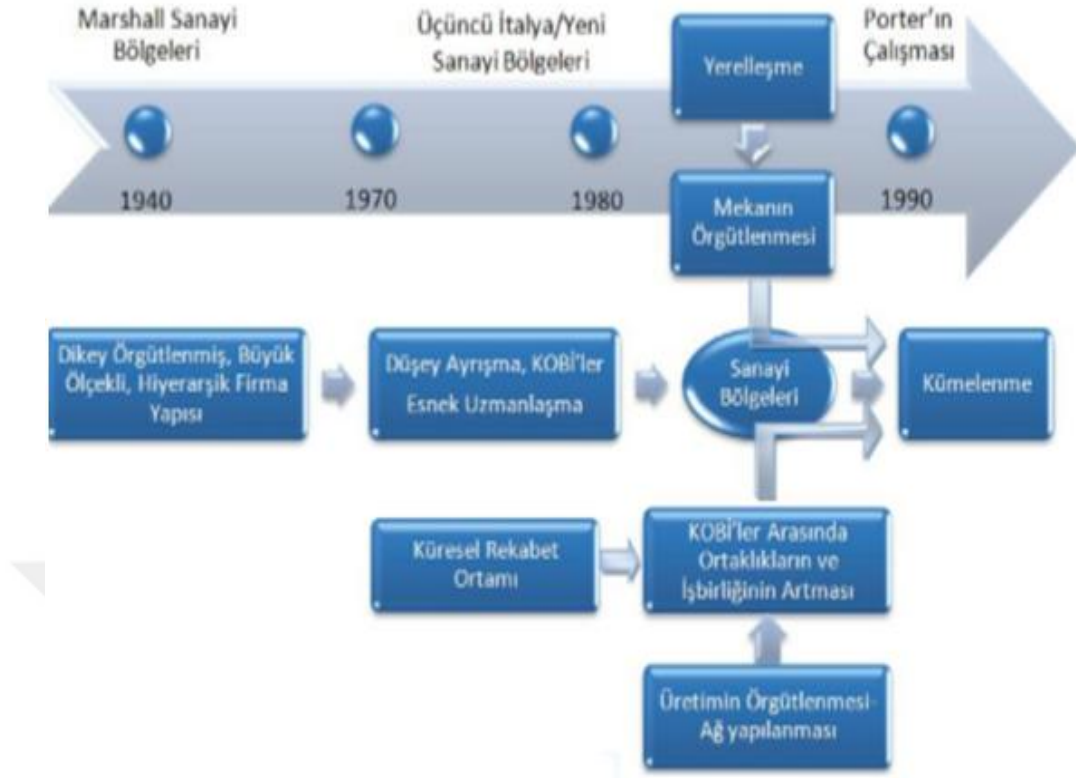 Marshall Sanayi
Bölgeleri
Üçüncü İtalya/Yeni
Sanayi Bölgeleri
Yerelleşme
Porter'ın
Çalışması
1940
1970
1980
1990
Mekanın
Örgütlenmesi
Dikey Örgütlenmiş, Büyük
Ölçekli, Hiyerarşik Firma
Yapısı
Düşey Ayrışma, KOBİ'ler
Esnek Uzmanlaşma
Sanayi
Bölgeleri
Kümelenme
Küresel Rekabet
Ortamı
KOBİ'ler Arasında
Ortaklıkların ve
İşbirliğinin Artması
Üretimin Örgütlenmesi-
Ağ yapılanması